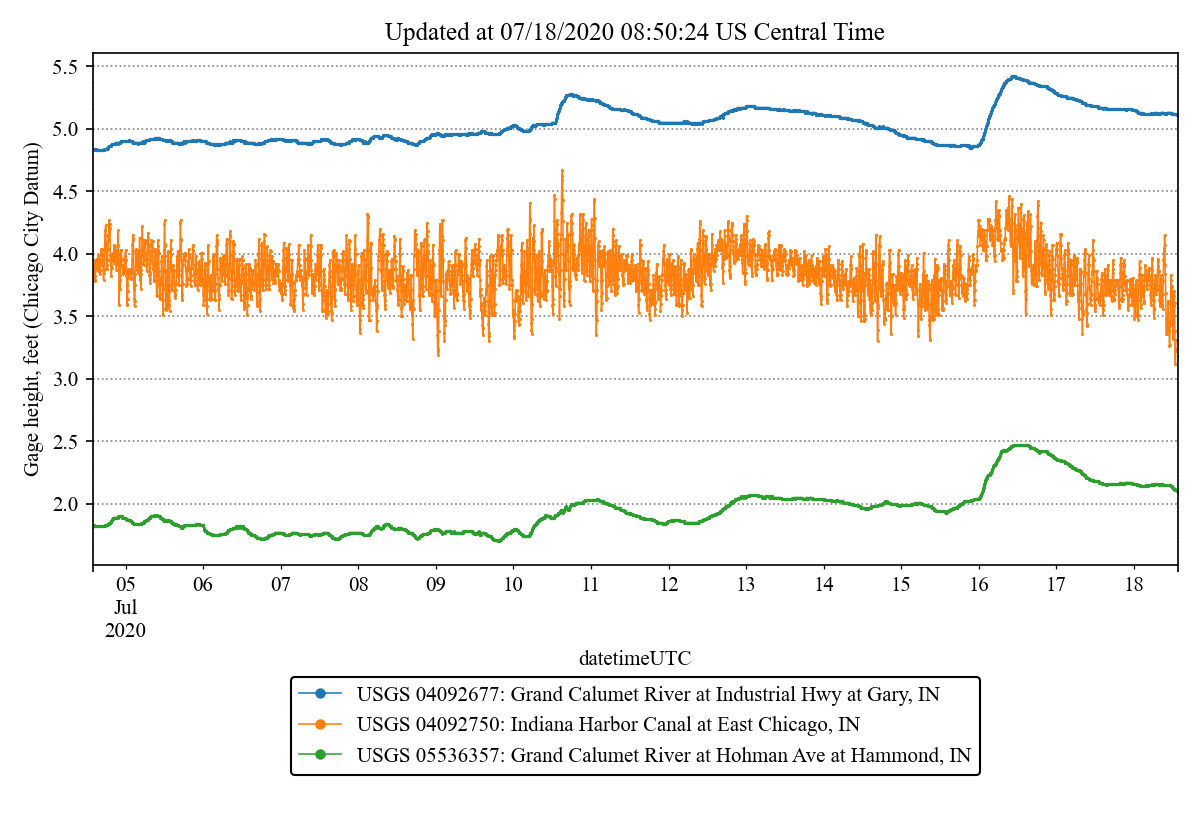 Updated at 07/18/2020 08:50:24 US Central Time
Gage height, feet (Chicago City Datum)
5.5
5.0
4.5
4.0
3.5
3.0
2.5
2.0
05 06 07 08 09 10 11 12 13 14 15 16 17 18
Jul
2020
datetimeUTC
USGS 04092677: Grand Calumet River at Industrial Hwy at Gary, IN
USGS 04092750: Indiana Harbor Canal at East Chicago, IN
USGS 05536357: Grand Calumet River at Hohman Ave at Hammond, IN